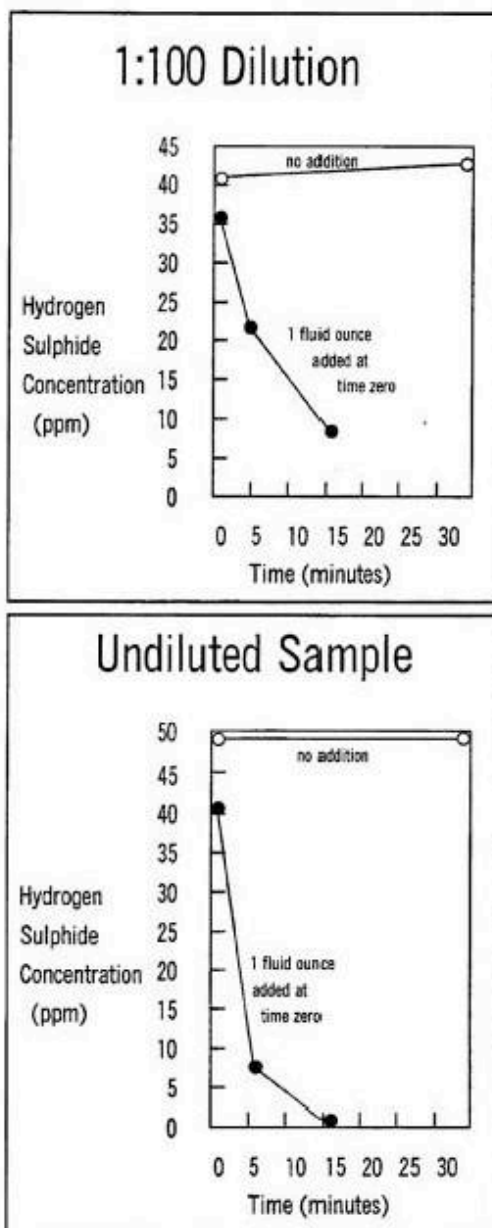 1:100 Dilution
45
40
35
30
25
20
15
10
5
0
no addition
Hydrogen
Sulphide
Concentration
(ppm)
1 fluid ounce
added at
time zero
0 5 10 15 20 25 30
Time (minutes)
Undiluted Sample
50
45
40
35
30
25
20
15
10
5
0
no addition
Hydrogen
Sulphide
Concentration
(ppm)
1 fluid ounce
added at
time zero
0 5 10 15 20 25 30
Time (minutes)